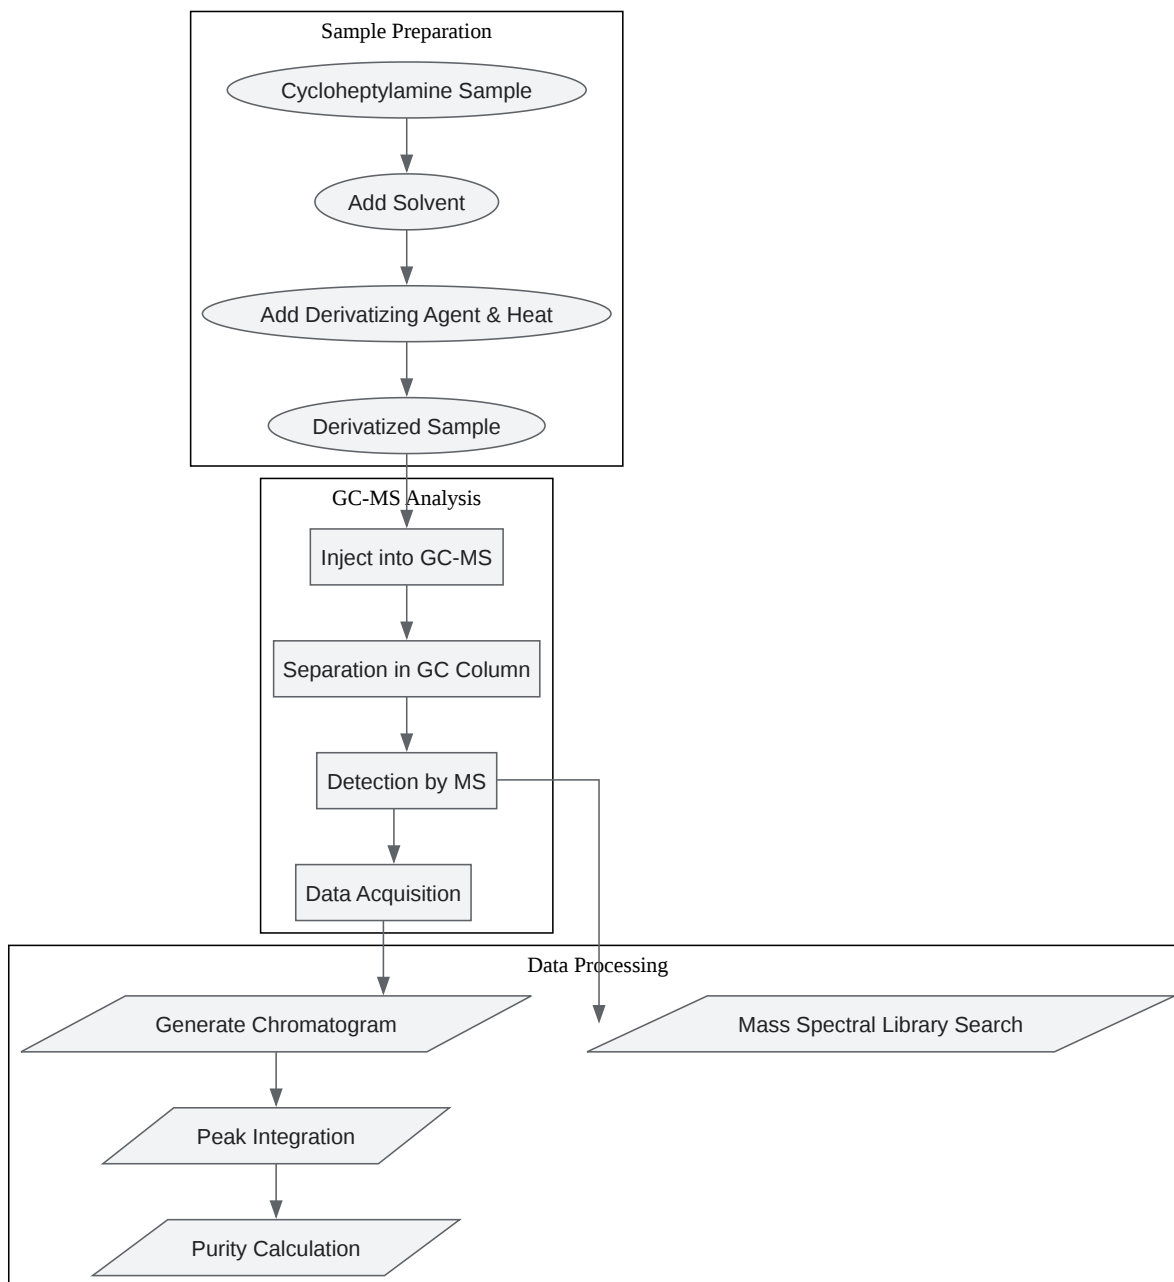 Sample Preparation
Cycloheptylamine Sample
Add Solvent
Add Derivatizing Agent & Heat
Derivatized Sample
GC-MS Analysis
Inject into GC-MS
Separation in GC Column
Detection by MS
Data Acquisition
Data Processing
Generate Chromatogram
Mass Spectral Library Search
Peak Integration
Purity Calculation